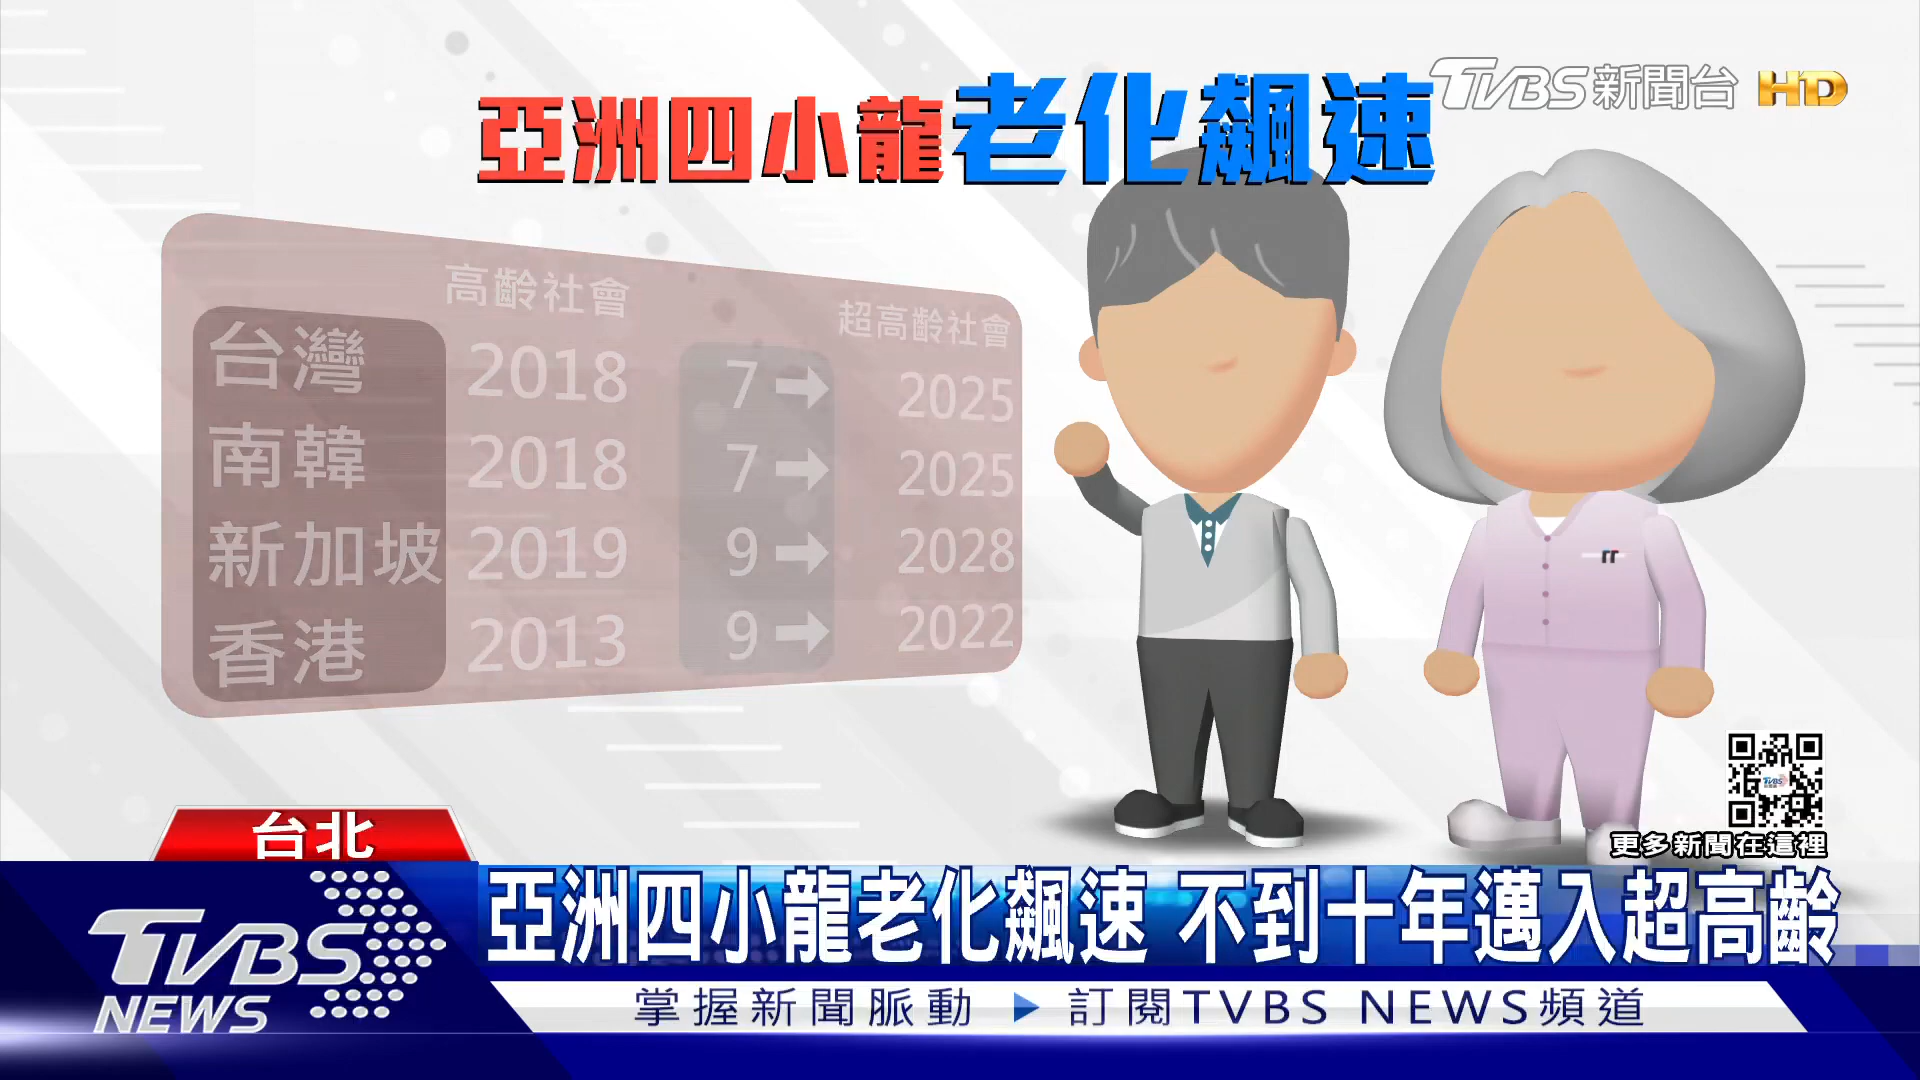 亞洲四小龍老化飆速
TVBS新聞台 HD
高齡社會 超高齡社會
台灣 2018 7 → 2025
南韓 2018 7 → 2025
新加坡 2019 9 → 2028
香港 2013 9 → 2022
TVBS
更多新聞在這裡
台北
亞洲四小龍老化飆速 不到十年邁入超高齡
TVBS
NEWS
掌握新聞脈動 ▶ 訂閱TVBS NEWS頻道